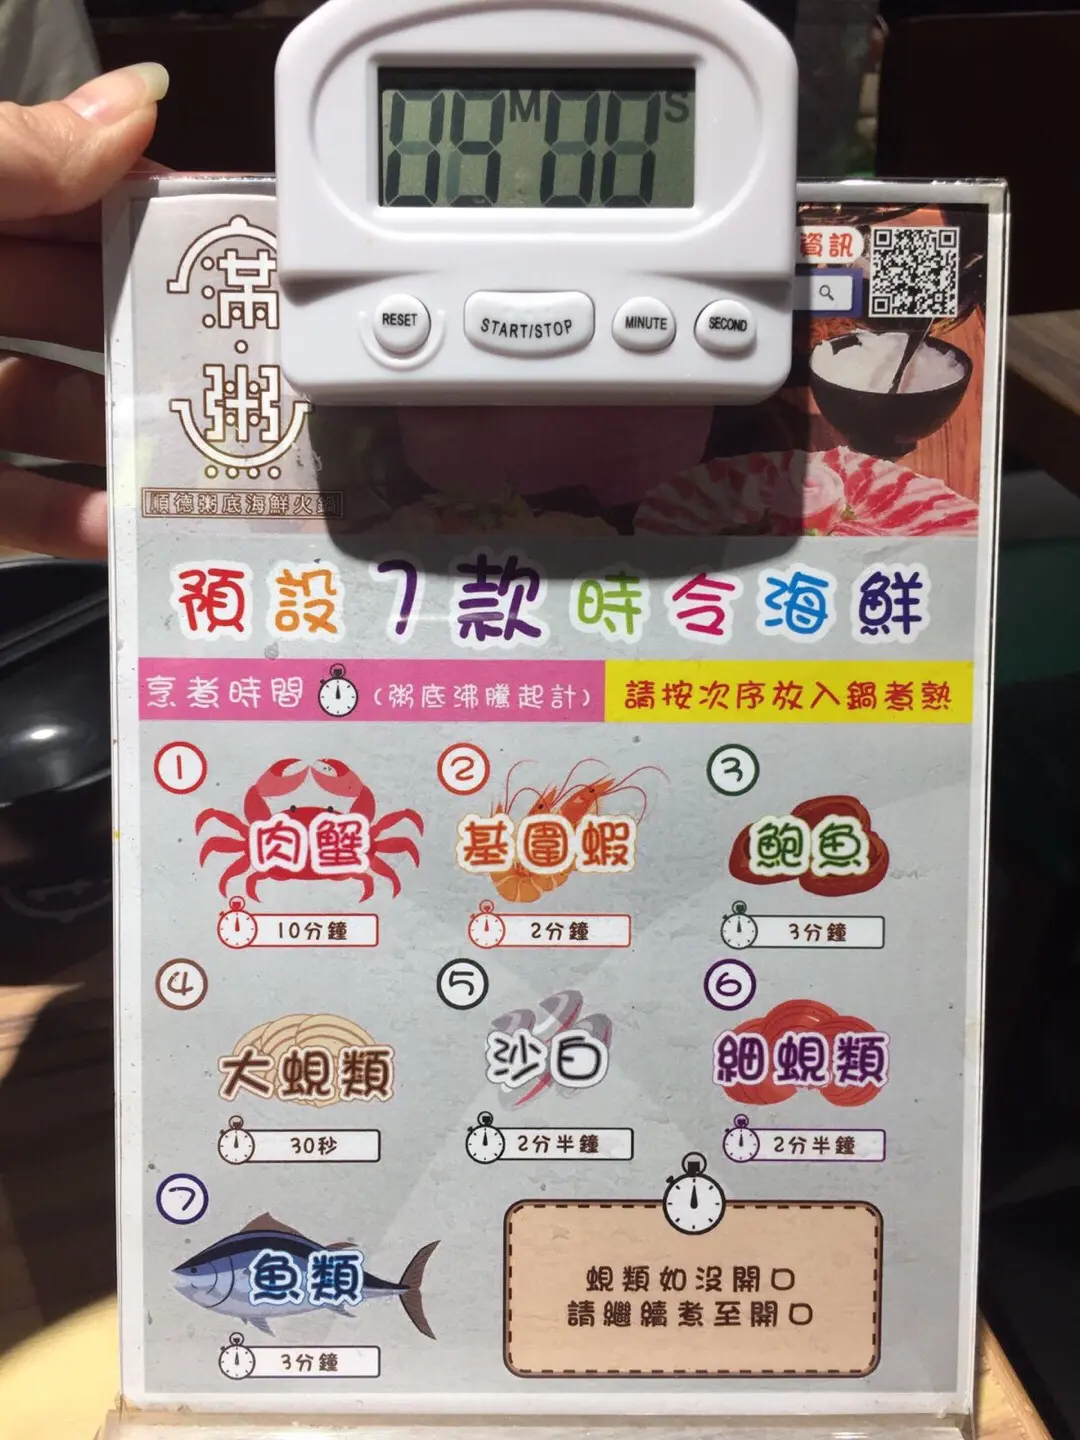 04 M 00 S
RESET
START/STOP
MINUTE
SECOND
資訊
滿·粥
順德粥底海鮮火鍋
預設7款時令海鮮
烹煮時間 (粥底沸騰起計)
請按次序放入鍋煮熟
① 肉蟹
10分鐘
② 基圍蝦
2分鐘
③ 鮑魚
3分鐘
④ 大蜆類
30秒
⑤ 沙白
2分半鐘
⑥ 細蜆類
2分半鐘
⑦ 魚類
3分鐘
蜆類如沒開口
請繼續煮至開口